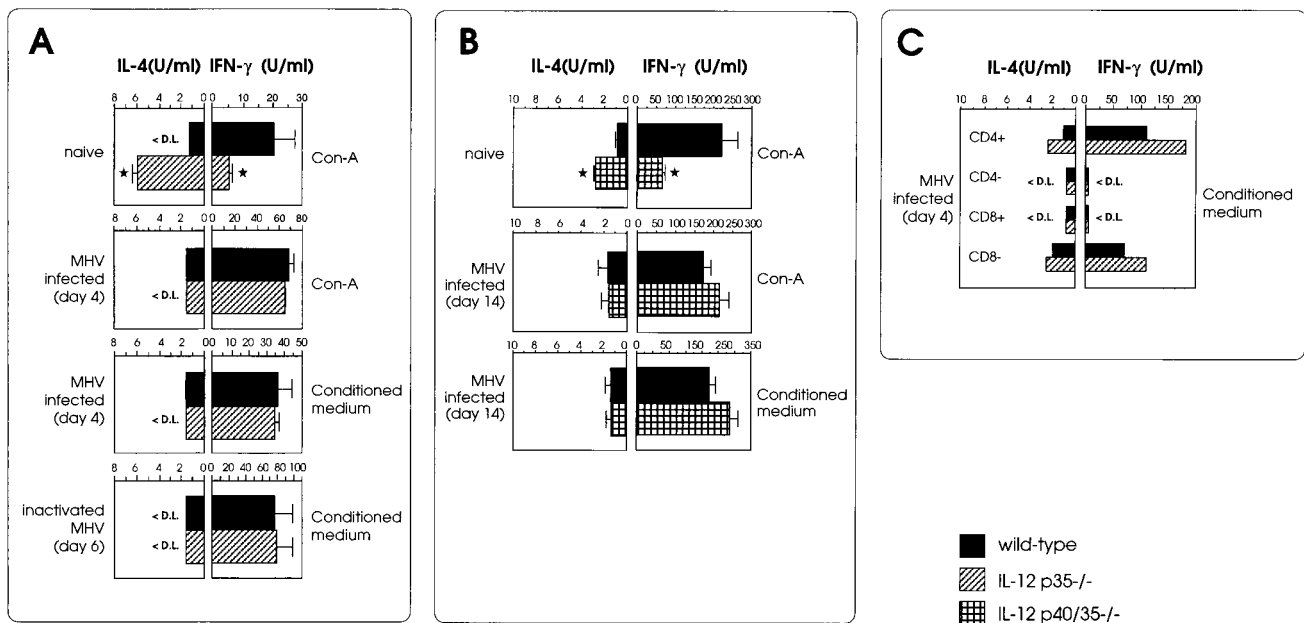 A
IL-4(U/ml) IFN-γ (U/ml)
8 6 4 2 0 0 10 20 30
naive
< D.L.
★ ★
Con-A
8 6 4 2 0 0 20 40 60 80
MHV
infected
(day 4)
< D.L.
Con-A
8 6 4 2 0 0 10 20 30 40 50
MHV
infected
(day 4)
< D.L.
Conditioned
medium
8 6 4 2 0 0 20 40 60 80 100
inactivated
MHV
(day 6)
< D.L.
< D.L.
Conditioned
medium
B
IL-4(U/ml) IFN-γ (U/ml)
10 8 6 4 2 0 0 50 100 150 200 250 300
naive
★ ★
Con-A
10 8 6 4 2 0 0 50 100 150 200 250 300
MHV
infected
(day 14)
Con-A
10 8 6 4 2 0 0 50 150 250 350
MHV
infected
(day 14)
Conditioned
medium
C
IL-4(U/ml) IFN-γ (U/ml)
10 8 6 4 2 0 0 50 100 150 200
MHV
infected
(day 4)
CD4+
CD4- < D.L. < D.L.
CD8+ < D.L. < D.L.
CD8-
Conditioned
medium
wild-type
IL-12 p35-/-
IL-12 p40/35-/-